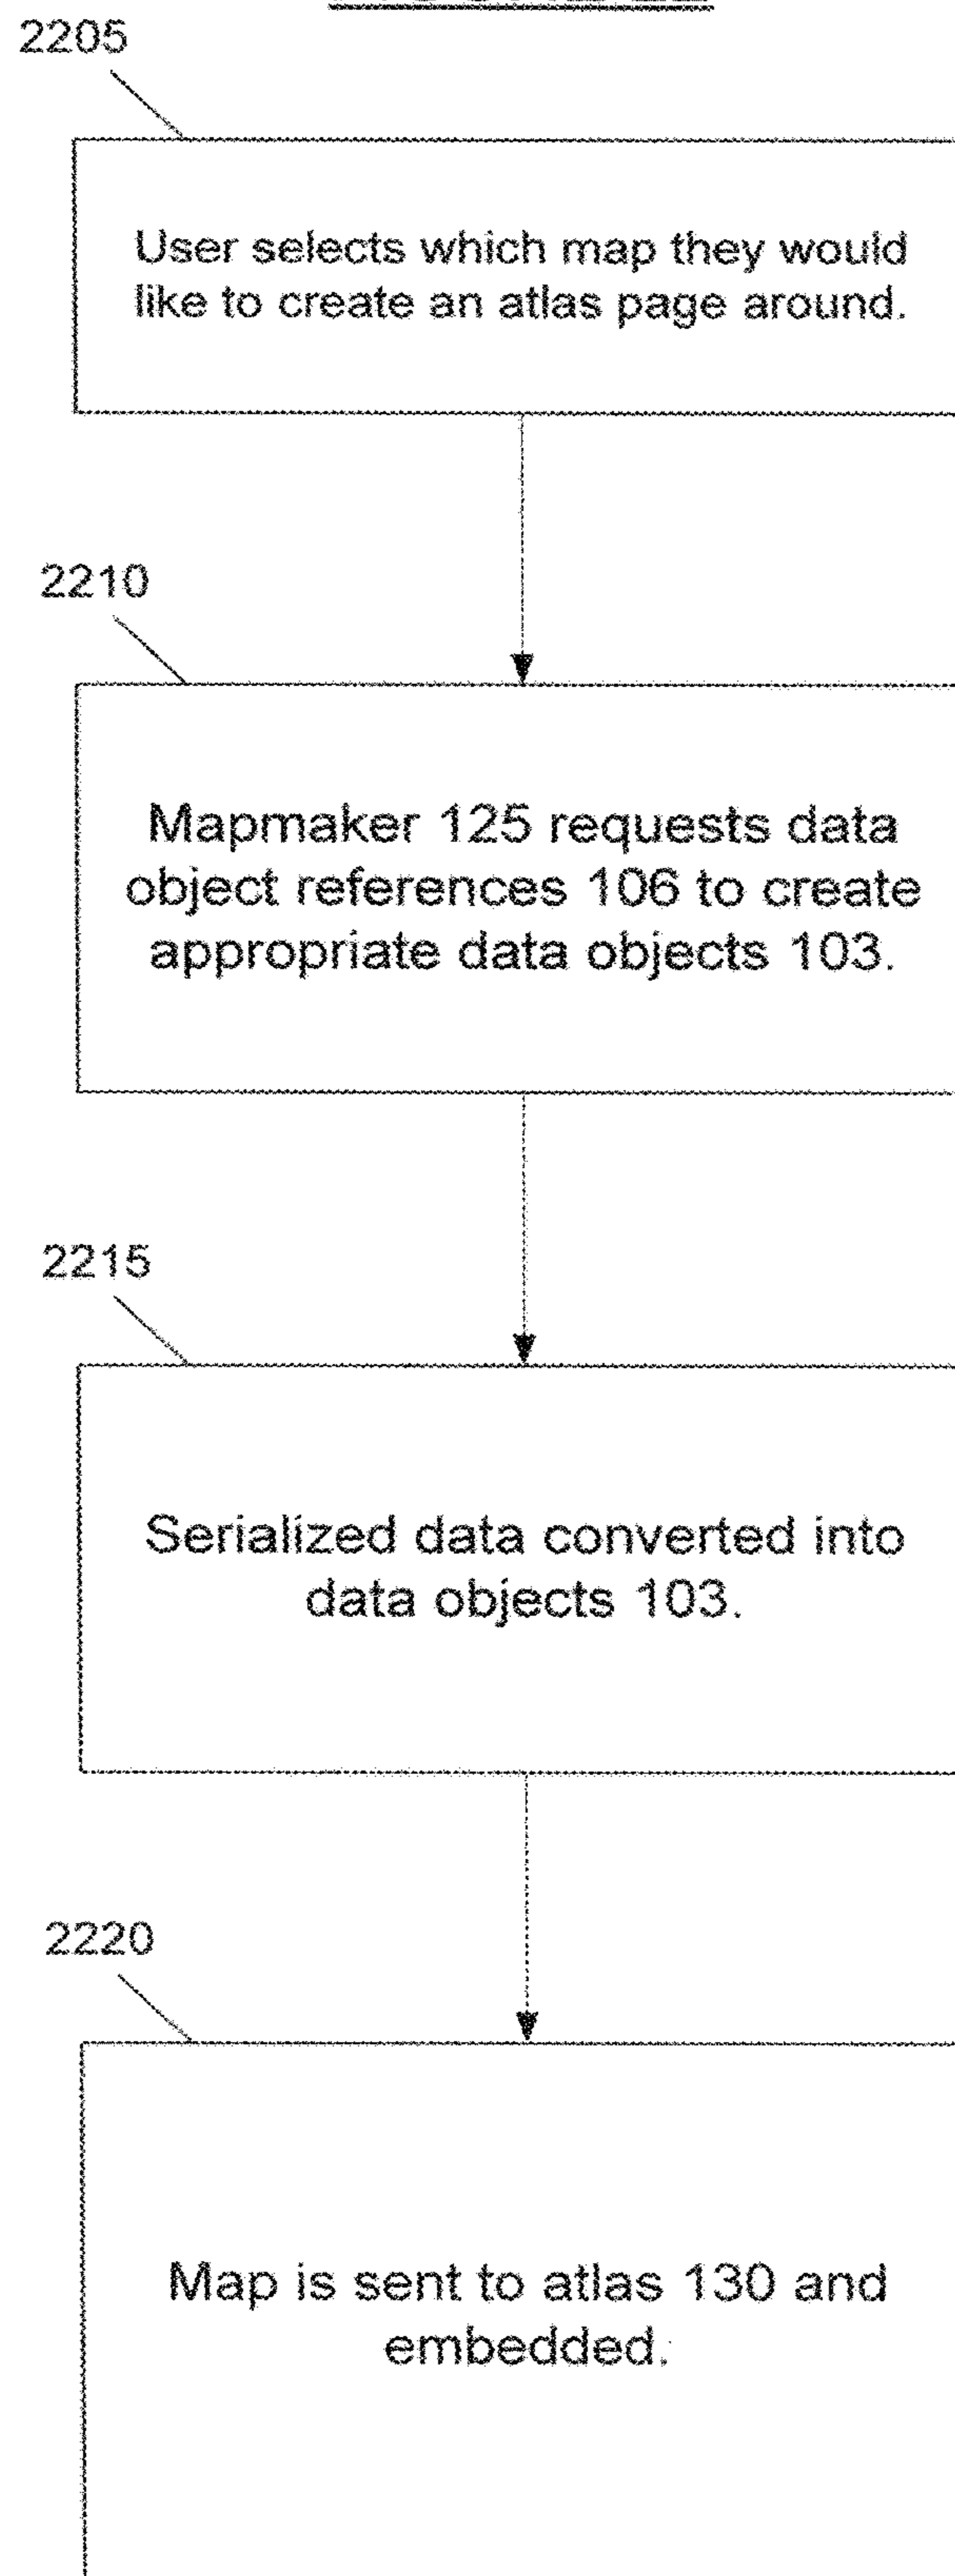 2205
User selects which map they would
like to create an atlas page around.
2210
Mapmaker 125 requests data
object references 106 to create
appropriate data objects 103.
2215
Serialized data converted into
data objects 103.
2220
Map is sent to atlas 130 and
embedded.